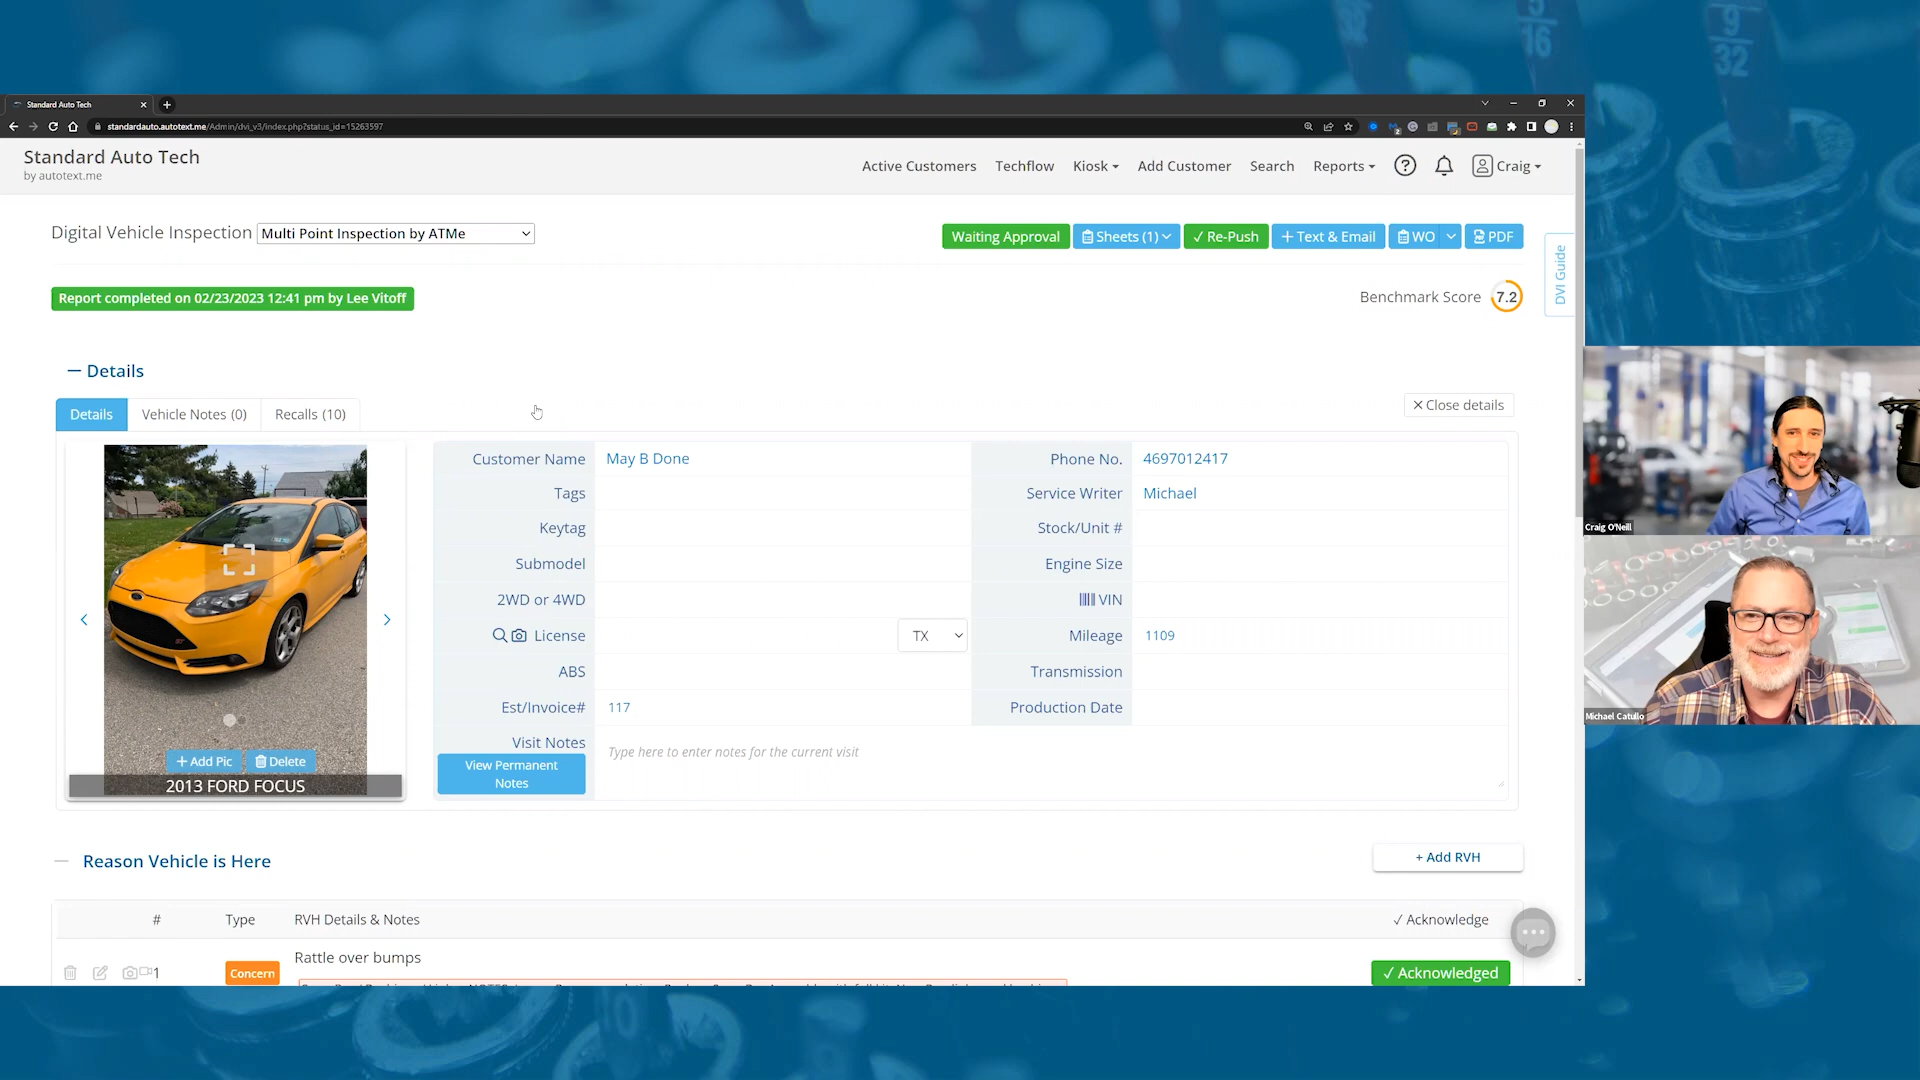 5
16
9
32
Standard Auto Tech
standardauto.autotext.me/Admin/dvi_v3/index.php?status_id=15263597
Standard Auto Tech
by autotext.me
Active Customers
Techflow
Kiosk
Add Customer
Search
Reports
Craig
Digital Vehicle Inspection
Multi Point Inspection by ATMe
Waiting Approval
Sheets (1)
✓ Re-Push
+ Text & Email
WO
PDF
DVI Guide
Report completed on 02/23/2023 12:41 pm by Lee Vitoff
Benchmark Score 7.2
— Details
Details
Vehicle Notes (0)
Recalls (10)
× Close details
Customer Name May B Done
Phone No. 4697012417
Tags
Service Writer Michael
Keytag
Stock/Unit #
Submodel
Engine Size
2WD or 4WD
VIN
License TX
Mileage 1109
ABS
Transmission
Est/Invoice# 117
Production Date
Visit Notes
Type here to enter notes for the current visit
View Permanent
Notes
+ Add Pic
Delete
2013 FORD FOCUS
Craig O'Neill
Michael Catullo
— Reason Vehicle is Here
+ Add RVH
# Type RVH Details & Notes ✓ Acknowledge
Rattle over bumps
1
Concern
✓ Acknowledged